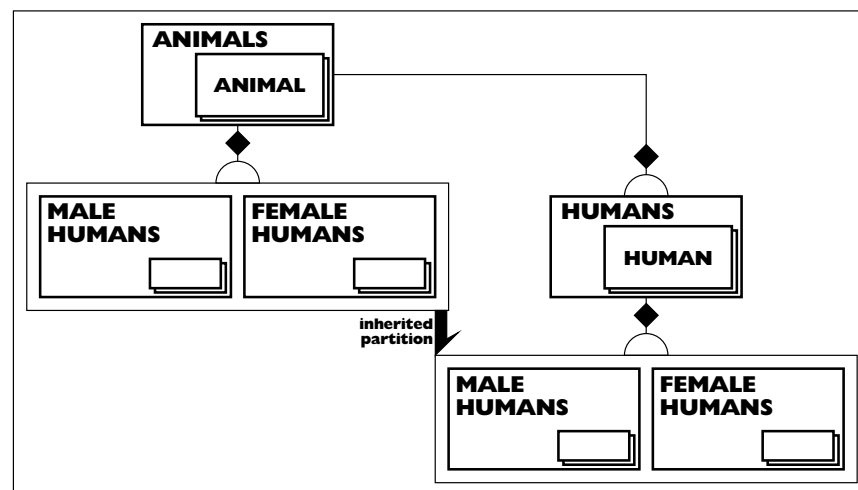 ANIMALS
ANIMAL
MALE
HUMANS
FEMALE
HUMANS
HUMANS
HUMAN
inherited
partition
MALE
HUMANS
FEMALE
HUMANS